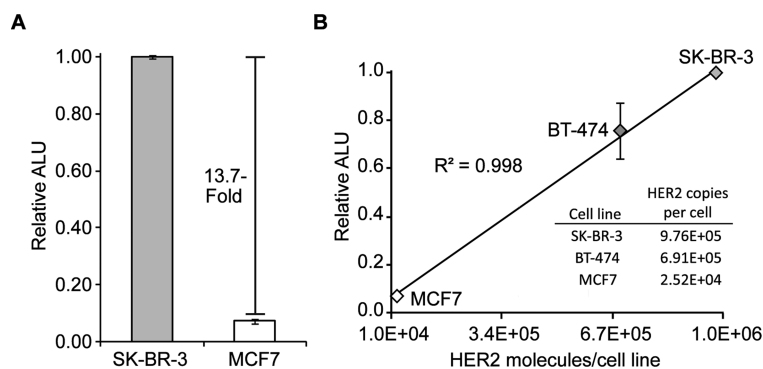 A
Relative ALU
1.00
0.80
0.60
0.40
0.20
0.00
13.7-
Fold
SK-BR-3 MCF7
B
Relative ALU
1.0
0.8
0.6
0.4
0.2
0.0
SK-BR-3
BT-474
R² = 0.998
MCF7
Cell line HER2 copies per cell
SK-BR-3 9.76E+05
BT-474 6.91E+05
MCF7 2.52E+04
1.0E+04 3.4E+05 6.7E+05 1.0E+06
HER2 molecules/cell line